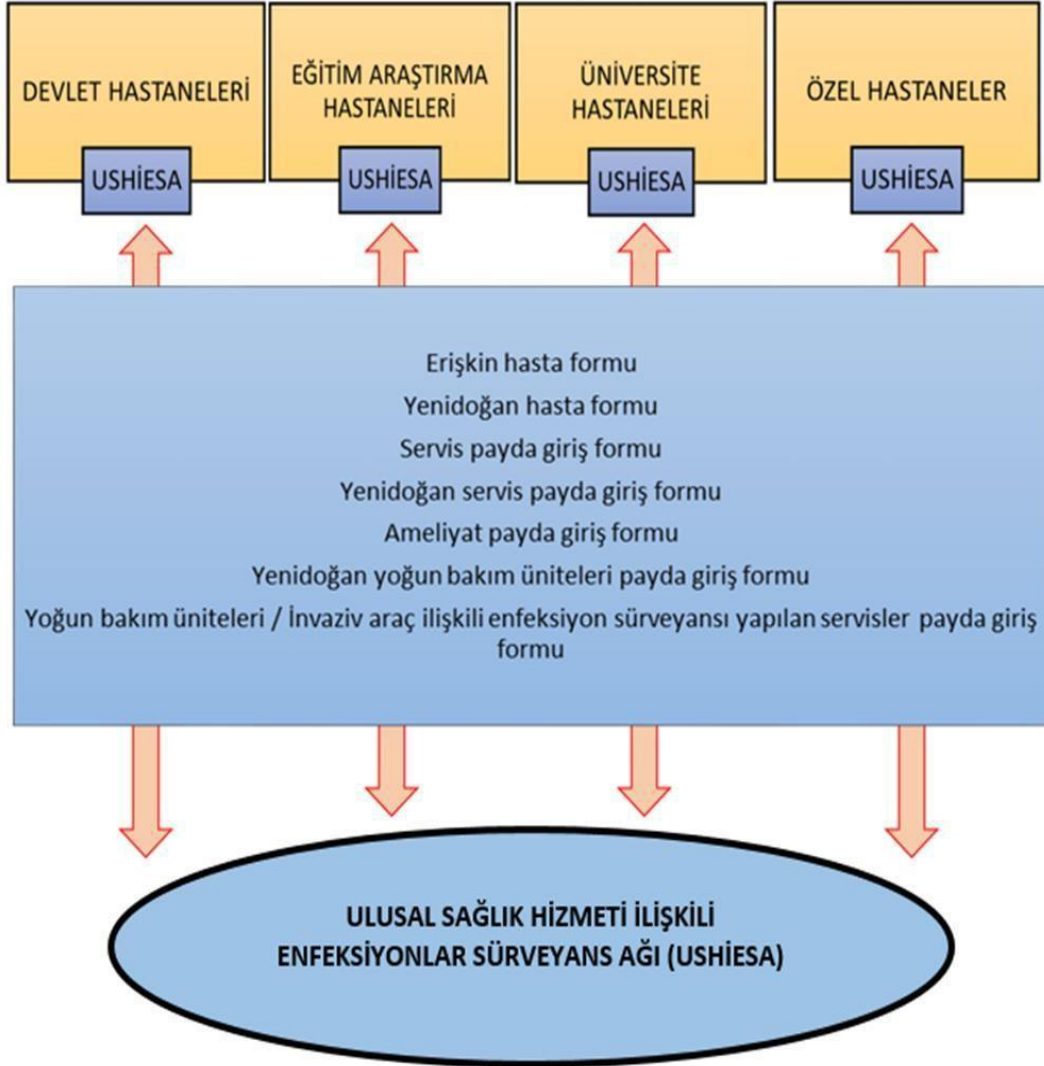 DEVLET HASTANELERİ
USHİESA
EĞİTİM ARAŞTIRMA
HASTANELERİ
USHİESA
ÜNİVERSİTE
HASTANELERİ
USHİESA
ÖZEL HASTANELER
USHİESA
Erişkin hasta formu
Yenidoğan hasta formu
Servis payda giriş formu
Yenidoğan servis payda giriş formu
Ameliyat payda giriş formu
Yenidoğan yoğun bakım üniteleri payda giriş formu
Yoğun bakım üniteleri / İnvaziv araç ilişkili enfeksiyon sürveyansı yapılan servisler payda giriş
formu
ULUSAL SAĞLIK HİZMETİ İLİŞKİLİ
ENFEKSİYONLAR SÜRVEYANS AĞI (USHİESA)